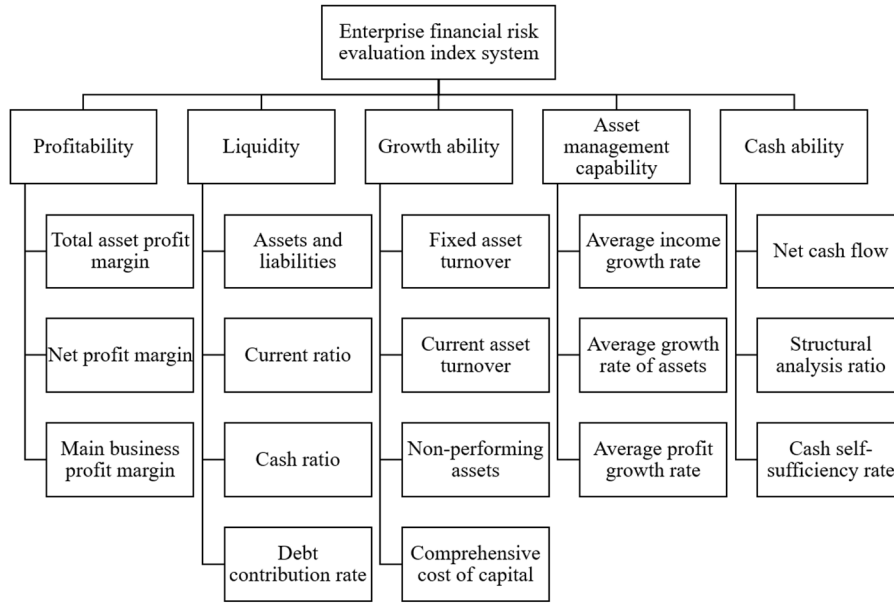 Enterprise financial risk
evaluation index system
Profitability
Liquidity
Growth ability
Asset
management
capability
Cash ability
Total asset profit
margin
Net profit margin
Main business
profit margin
Assets and
liabilities
Current ratio
Cash ratio
Debt
contribution rate
Fixed asset
turnover
Current asset
turnover
Non-performing
assets
Comprehensive
cost of capital
Average income
growth rate
Average growth
rate of assets
Average profit
growth rate
Net cash flow
Structural
analysis ratio
Cash self-
sufficiency rate